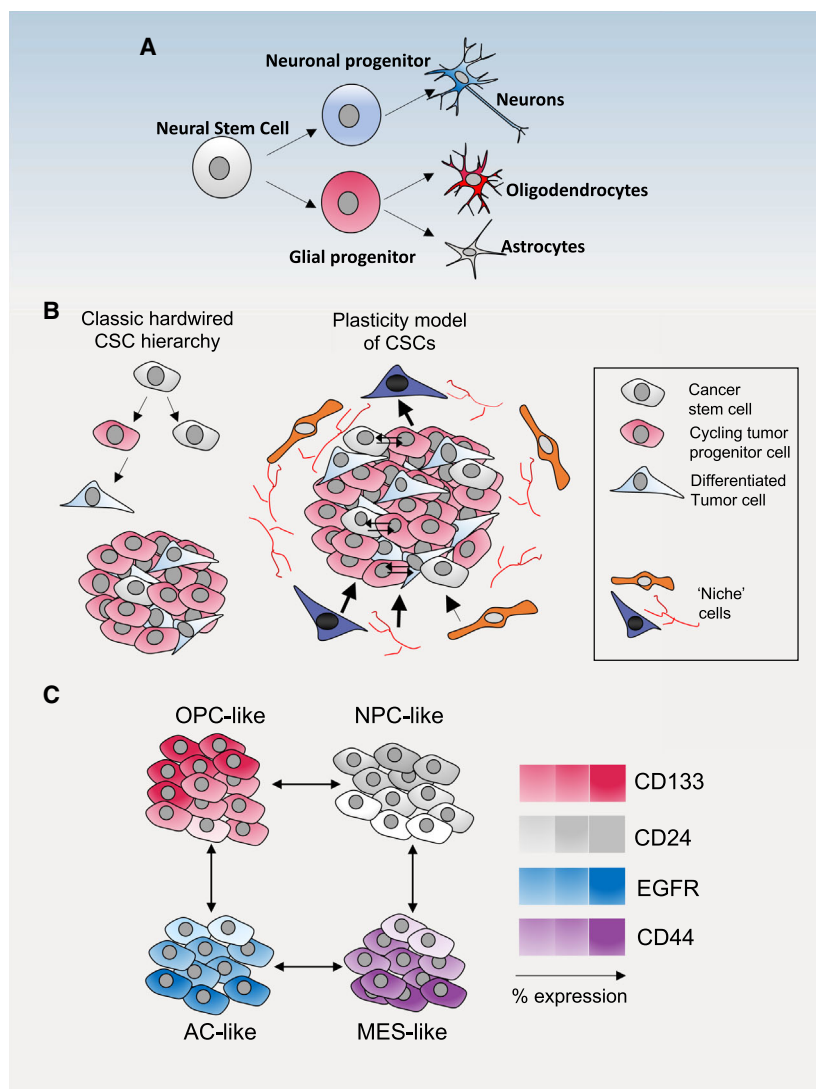 A
Neuronal progenitor
Neurons
Neural Stem Cell
Oligodendrocytes
Glial progenitor
Astrocytes
B
Classic hardwired
CSC hierarchy
Plasticity model
of CSCs
Cancer
stem cell
Cycling tumor
progenitor cell
Differentiated
Tumor cell
'Niche'
cells
C
OPC-like
NPC-like
AC-like
MES-like
CD133
CD24
EGFR
CD44
% expression